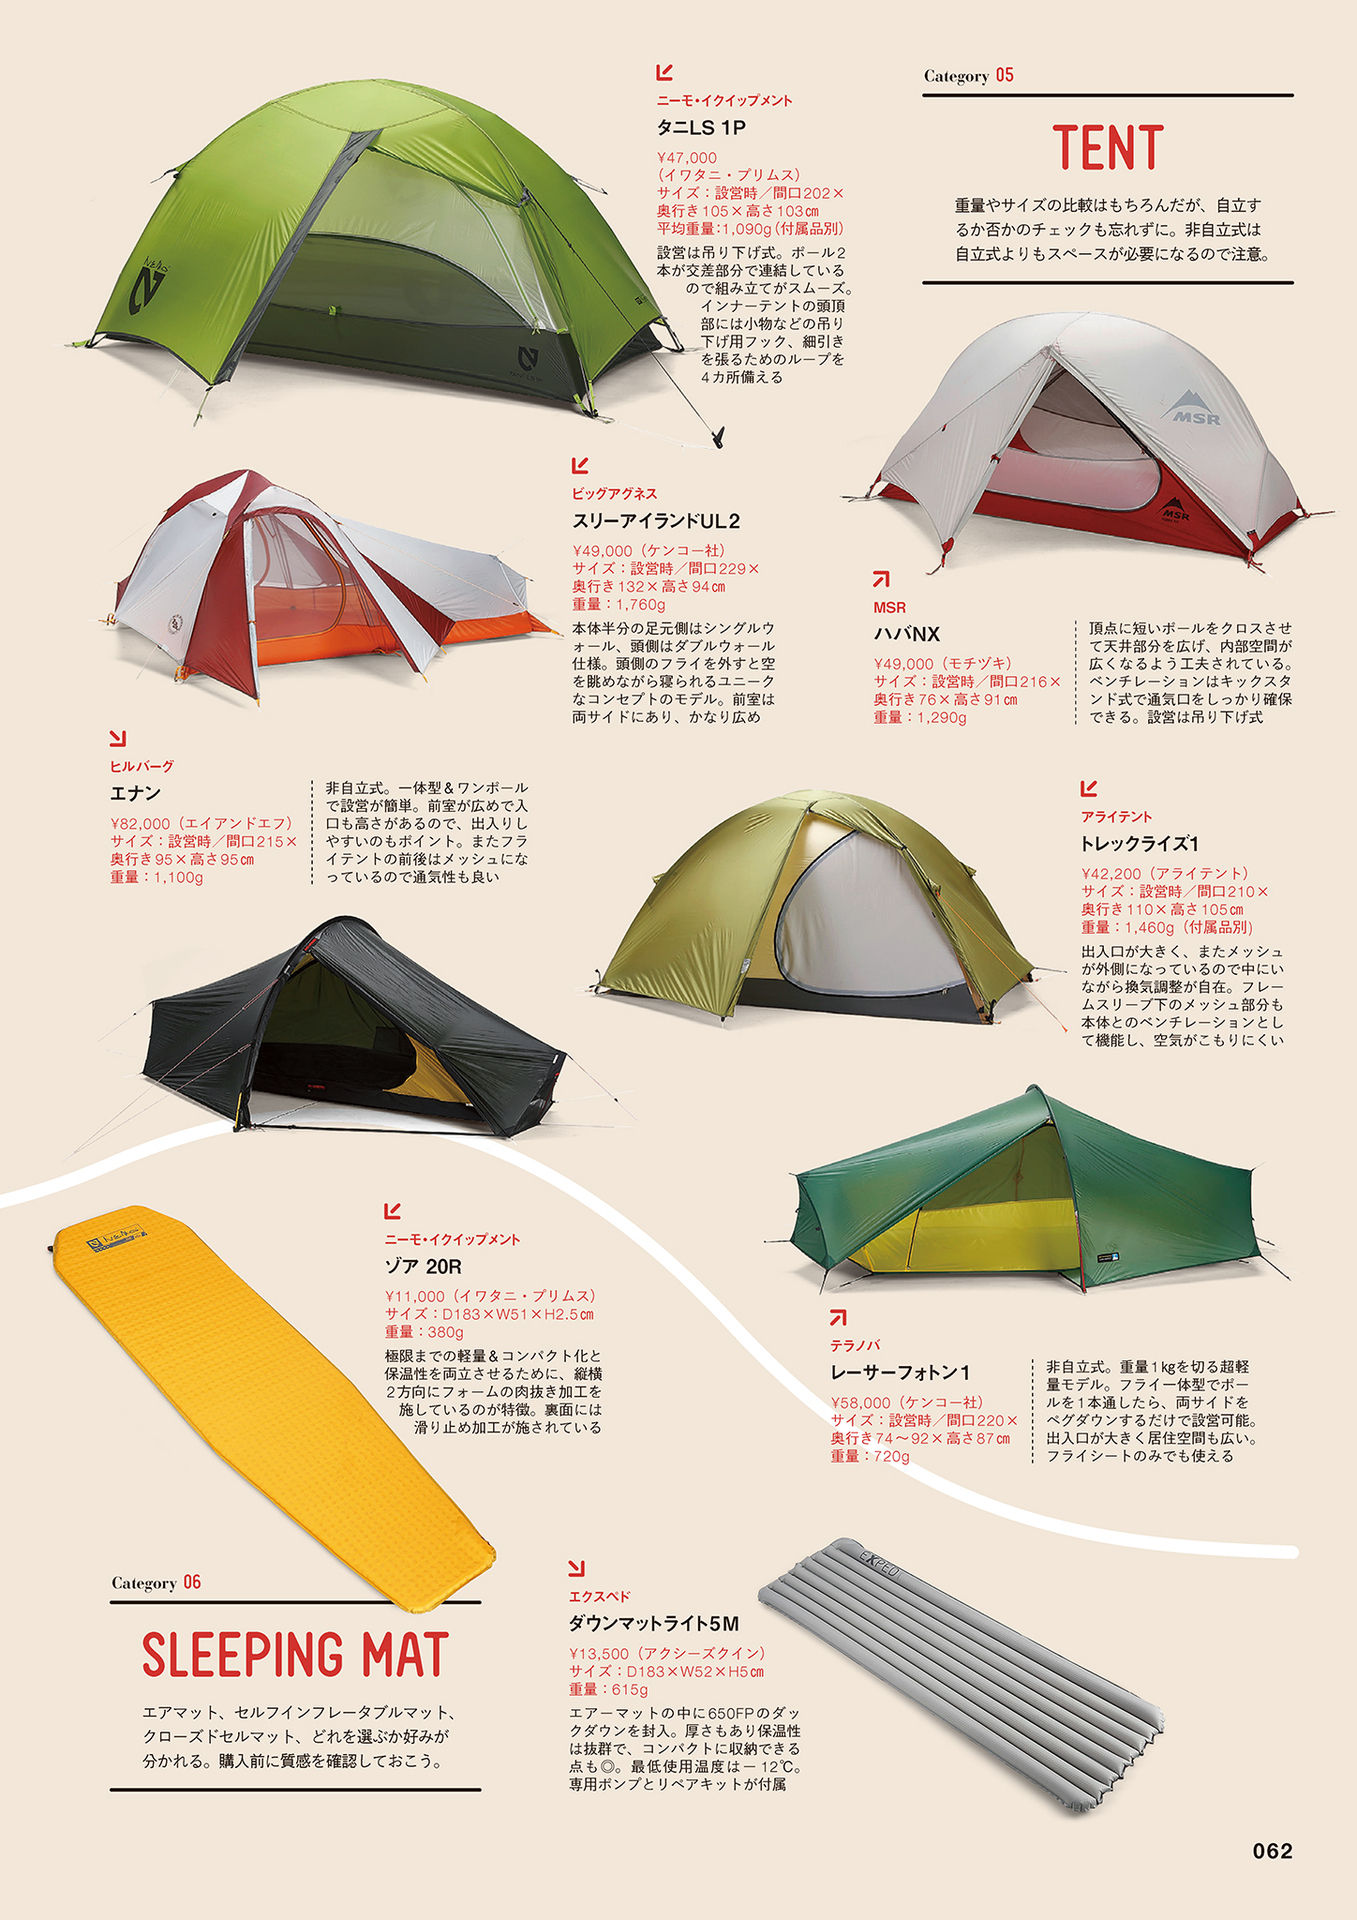 Category 05
TENT
重量やサイズの比較はもちろんだが、自立す
るか否かのチェックも忘れずに。非自立式は
自立式よりもスペースが必要になるので注意。
ニーモ・イクイップメント
タニLS 1P
¥47,000
(イワタニ・プリムス)
サイズ：設営時／間口202×
奥行き105×高さ103㎝
平均重量:1,090g(付属品別)
設営は吊り下げ式。ポール2
本が交差部分で連結している
ので組み立てがスムーズ。
インナーテントの頭頂
部には小物などの吊り
下げ用フック、細引き
を張るためのループを
4カ所備える
MSR
MSR
ビッグアグネス
スリーアイランドUL2
¥49,000（ケンコー社）
サイズ：設営時／間口229×
奥行き132×高さ94㎝
重量：1,760g
本体半分の足元側はシングルウ
ォール、頭側はダブルウォール
仕様。頭側のフライを外すと空
を眺めながら寝られるユニーク
なコンセプトのモデル。前室は
両サイドにあり、かなり広め
MSR
ハバNX
¥49,000（モチヅキ）
サイズ：設営時／間口216×
奥行き76×高さ91㎝
重量：1,290g
頂点に短いポールをクロスさせ
て天井部分を広げ、内部空間が
広くなるよう工夫されている。
ベンチレーションはキックスタ
ンド式で通気口をしっかり確保
できる。設営は吊り下げ式
ヒルバーグ
エナン
¥82,000（エイアンドエフ）
サイズ：設営時／間口215×
奥行き95×高さ95㎝
重量：1,100g
非自立式。一体型＆ワンポール
で設営が簡単。前室が広めで入
口も高さがあるので、出入りし
やすいのもポイント。またフラ
イテントの前後はメッシュにな
っているので通気性も良い
アライテント
トレックライズ1
¥42,200（アライテント）
サイズ：設営時／間口210×
奥行き110×高さ105㎝
重量：1,460g（付属品別）
出入口が大きく、またメッシュ
が外側になっているので中にい
ながら換気調整が自在。フレー
ムスリーブ下のメッシュ部分も
本体とのベンチレーションとし
て機能し、空気がこもりにくい
ニーモ・イクイップメント
ゾア 20R
¥11,000（イワタニ・プリムス）
サイズ：D183×W51×H2.5㎝
重量：380g
極限までの軽量＆コンパクト化と
保温性を両立させるために、縦横
2方向にフォームの肉抜き加工を
施しているのが特徴。裏面には
滑り止め加工が施されている
テラノバ
レーサーフォトン1
¥58,000（ケンコー社）
サイズ：設営時／間口220×
奥行き74〜92×高さ87㎝
重量：720g
非自立式。重量1㎏を切る超軽
量モデル。フライ一体型でポー
ルを1本通したら、両サイドを
ペグダウンするだけで設営可能。
出入口が大きく居住空間も広い。
フライシートのみでも使える
Category 06
SLEEPING MAT
エアマット、セルフインフレータブルマット、
クローズドセルマット、どれを選ぶか好みが
分かれる。購入前に質感を確認しておこう。
エクスペド
ダウンマットライト5M
¥13,500（アクシーズクイン）
サイズ：D183×W52×H5㎝
重量：615g
エアーマットの中に650FPのダッ
クダウンを封入。厚さもあり保温性
は抜群で、コンパクトに収納できる
点も◎。最低使用温度は－12℃。
専用ポンプとリペアキットが付属
EXPED
062